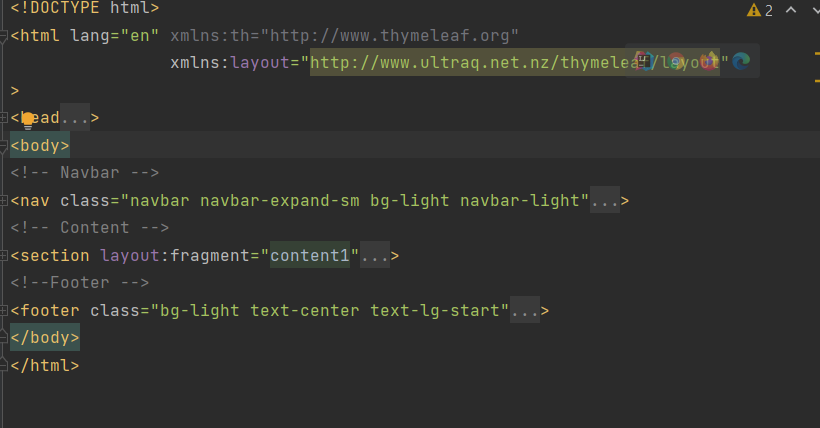 <!DOCTYPE html>
2
<html lang="en" xmlns:th="http://www.thymeleaf.org"
xmlns:layout="http://www.ultraq.net.nz/thymeleaf/layout"
>
<head...>
<body>
<!-- Navbar -->
<nav class="navbar navbar-expand-sm bg-light navbar-light"...>
<!-- Content -->
<section layout:fragment="content1"...>
<!--Footer -->
<footer class="bg-light text-center text-lg-start"...>
</body>
</html>